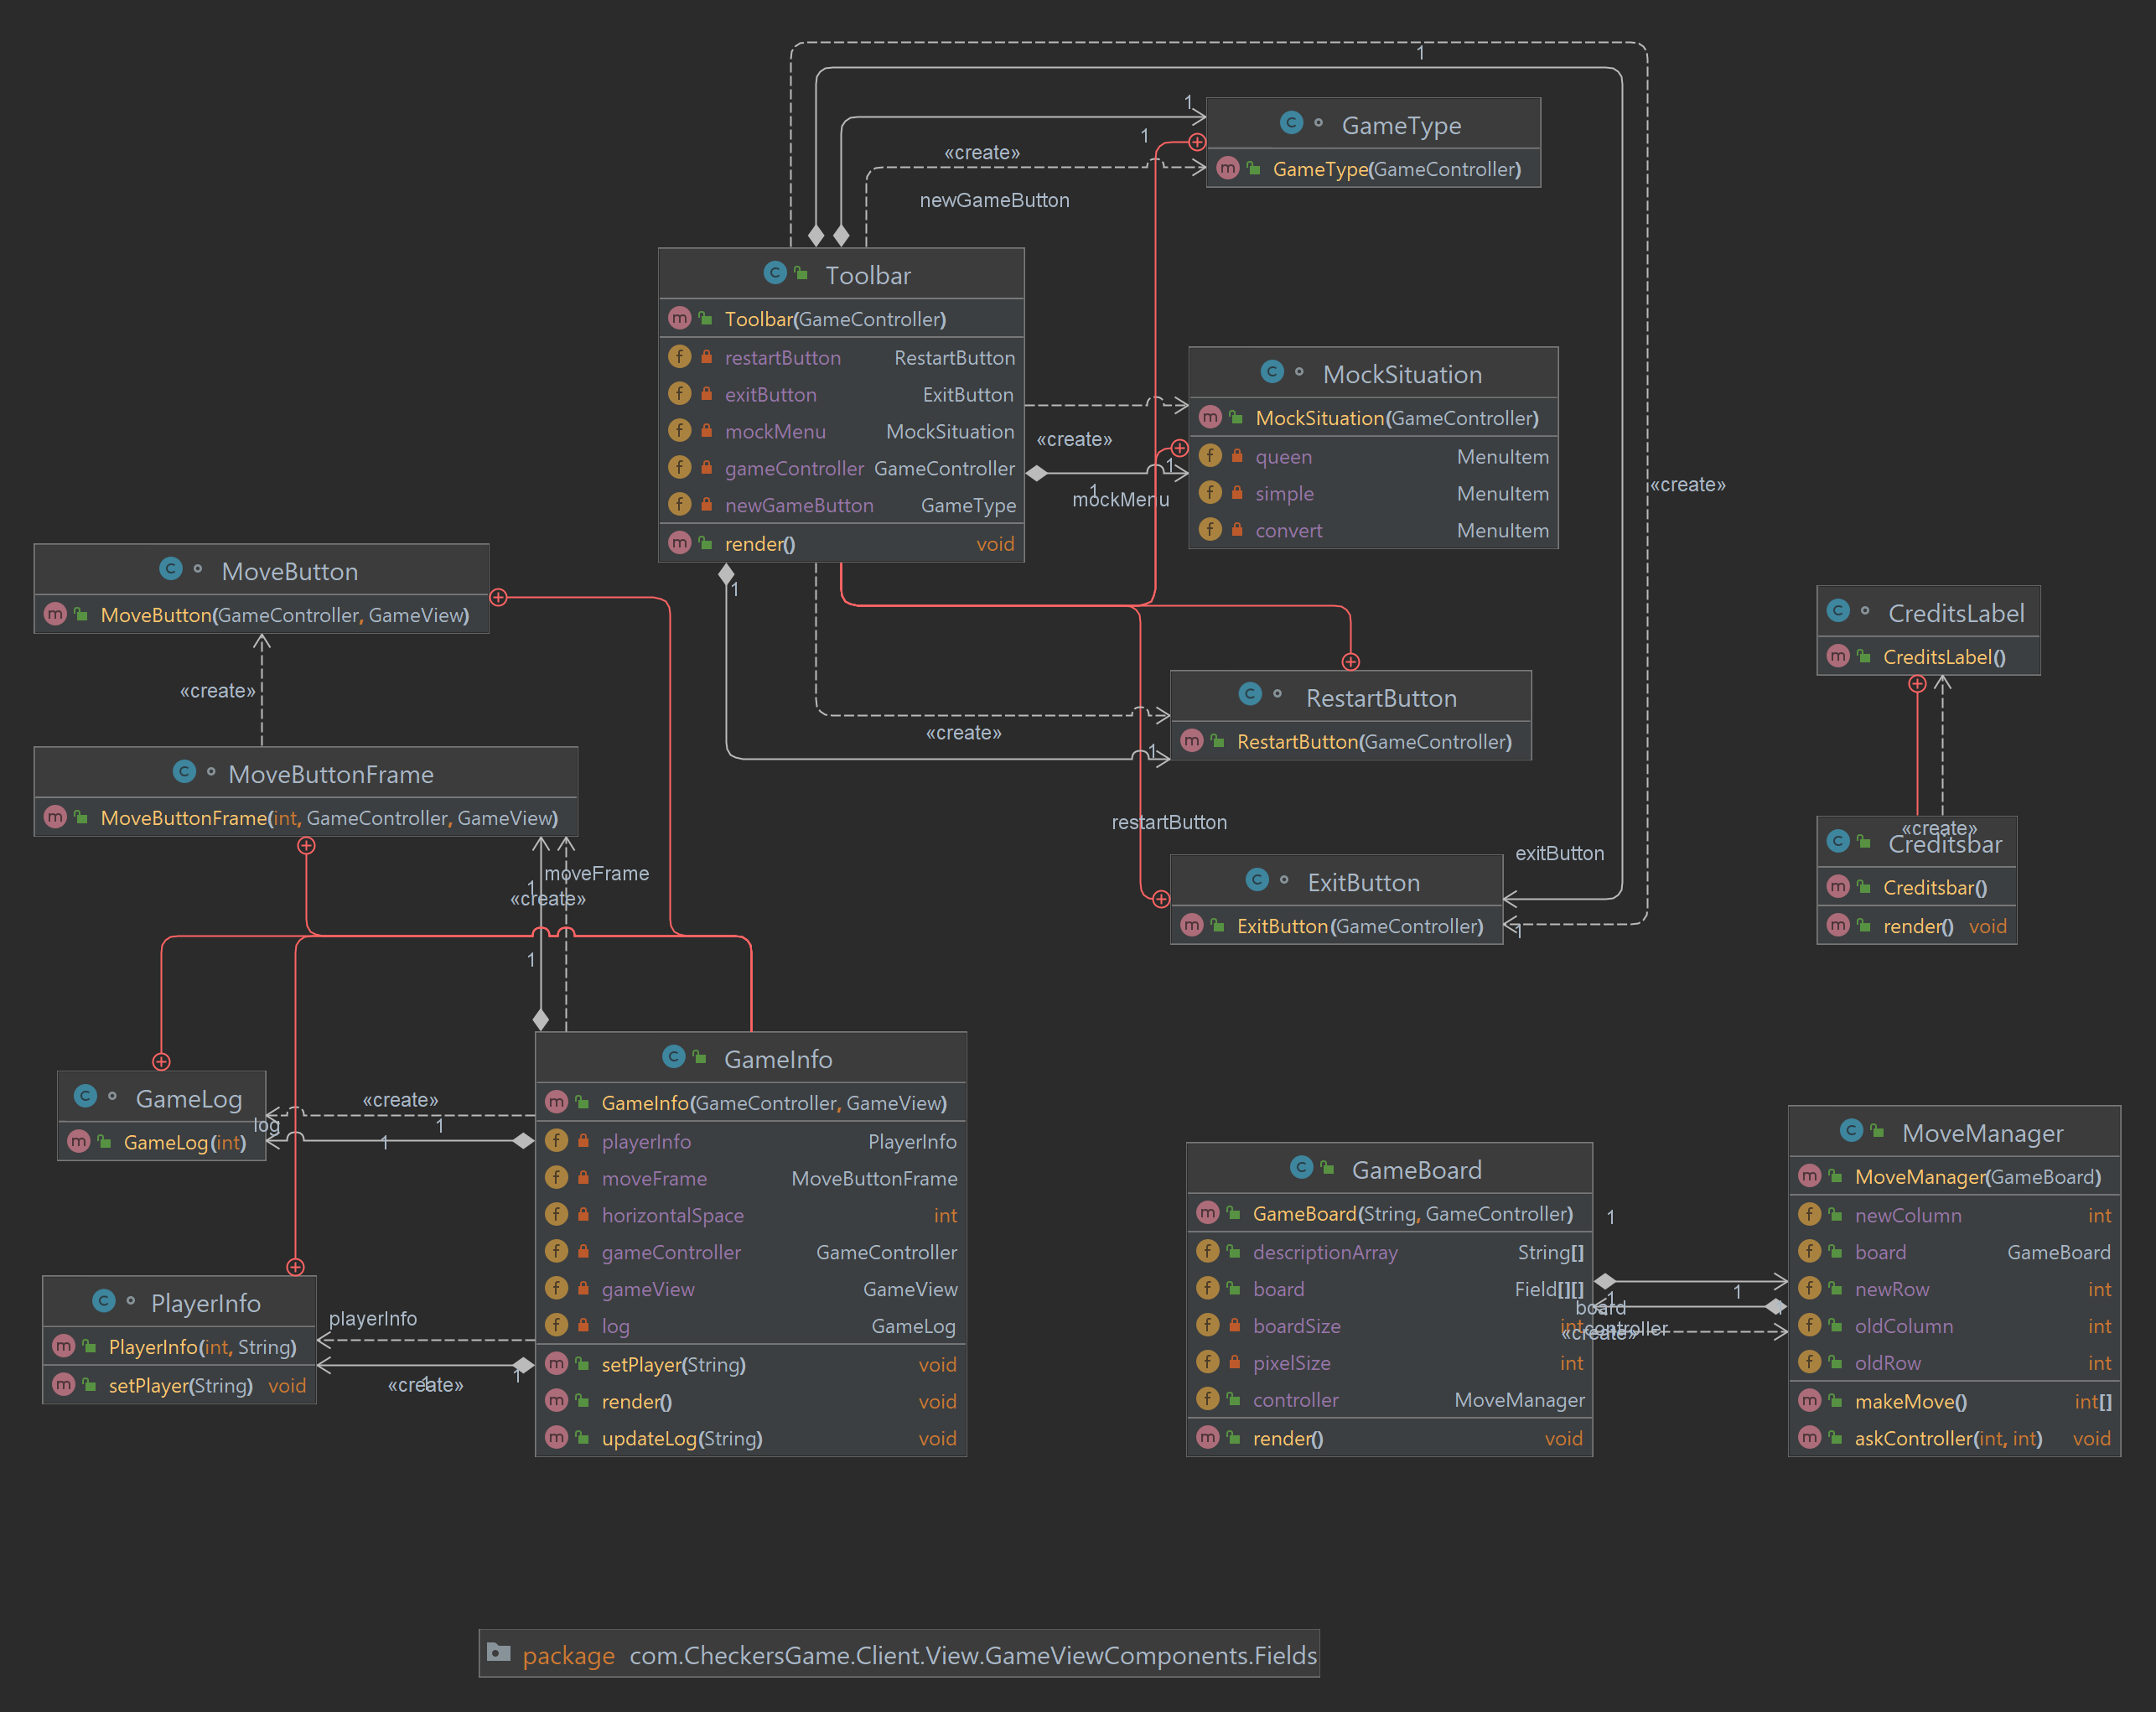 1
1
GameType
1
«create»
GameType(GameController)
newGameButton
Toolbar
Toolbar(GameController)
restartButton RestartButton
exitButton ExitButton
mockMenu MockSituation
gameController GameController
newGameButton GameType
render() void
MockSituation
MockSituation(GameController)
queen MenuItem
simple MenuItem
convert MenuItem
«create»
1
1
mockMenu
«create»
MoveButton
MoveButton(GameController, GameView)
1
«create»
CreditsLabel
CreditsLabel()
RestartButton
RestartButton(GameController)
«create»
1
MoveButtonFrame
MoveButtonFrame(int, GameController, GameView)
restartButton
«create»
Creditsbar
Creditsbar()
render() void
exitButton
ExitButton
ExitButton(GameController)
1
moveFrame
1
«create»
1
GameInfo
GameInfo(GameController, GameView)
playerInfo PlayerInfo
moveFrame MoveButtonFrame
horizontalSpace int
gameController GameController
gameView GameView
log GameLog
setPlayer(String) void
render() void
updateLog(String) void
GameLog
GameLog(int)
«create»
log
1
1
PlayerInfo
PlayerInfo(int, String)
setPlayer(String) void
playerInfo
«create»
1
1
GameBoard
GameBoard(String, GameController)
descriptionArray String[]
board Field[][]
boardSize int
pixelSize int
controller MoveManager
render() void
1
1
1
board
controller
«create»
MoveManager
MoveManager(GameBoard)
newColumn int
board GameBoard
newRow int
oldColumn int
oldRow int
makeMove() int[]
askController(int, int) void
package com.CheckersGame.Client.View.GameViewComponents.Fields